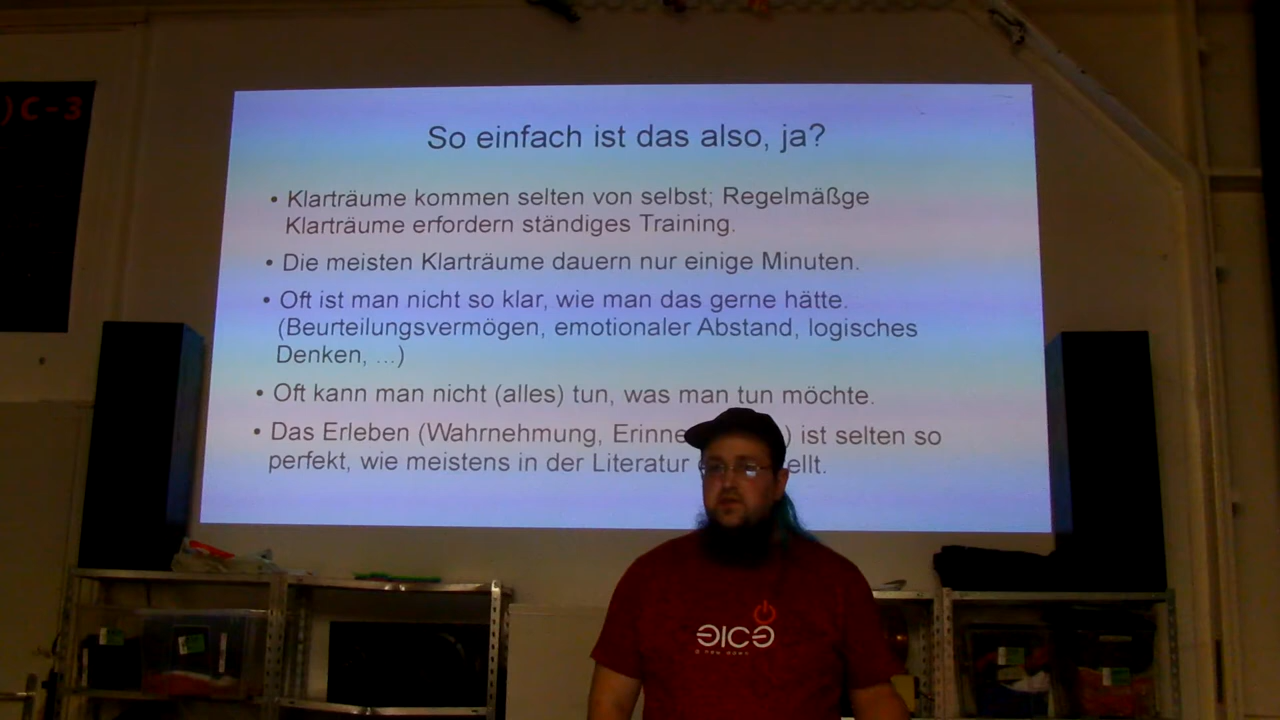 )C-3
So einfach ist das also, ja?
• Klarträume kommen selten von selbst; Regelmäßge
Klarträume erfordern ständiges Training.
• Die meisten Klarträume dauern nur einige Minuten.
• Oft ist man nicht so klar, wie man das gerne hätte.
(Beurteilungsvermögen, emotionaler Abstand, logisches
Denken, ...)
• Oft kann man nicht (alles) tun, was man tun möchte.
• Das Erleben (Wahrnehmung, ) ist selten so
perfekt, wie meistens in der Literatur